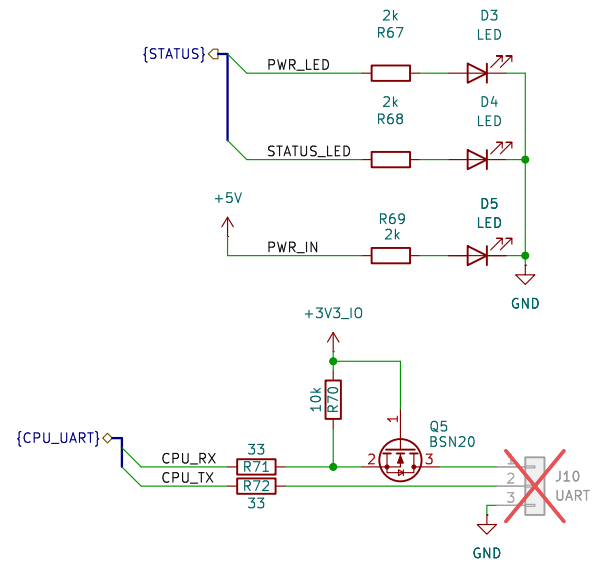 2k
R67
D3
LED
{STATUS}
PWR_LED
2k
R68
D4
LED
STATUS_LED
+5V
R69
2k
D5
LED
PWR_IN
GND
+3V3_IO
10k
R70
1
Q5
BSN20
{CPU_UART}
CPU_RX
33
R71
2
3
1
J10
CPU_TX
R72
2
UART
33
3
GND